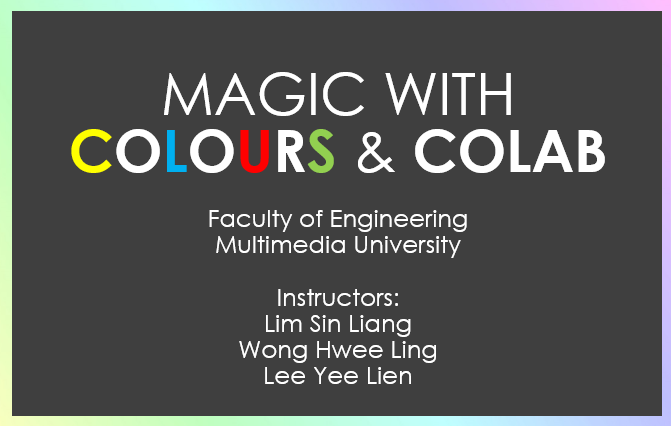 MAGIC WITH
COLOURS & COLAB
Faculty of Engineering
Multimedia University
Instructors:
Lim Sin Liang
Wong Hwee Ling
Lee Yee Lien